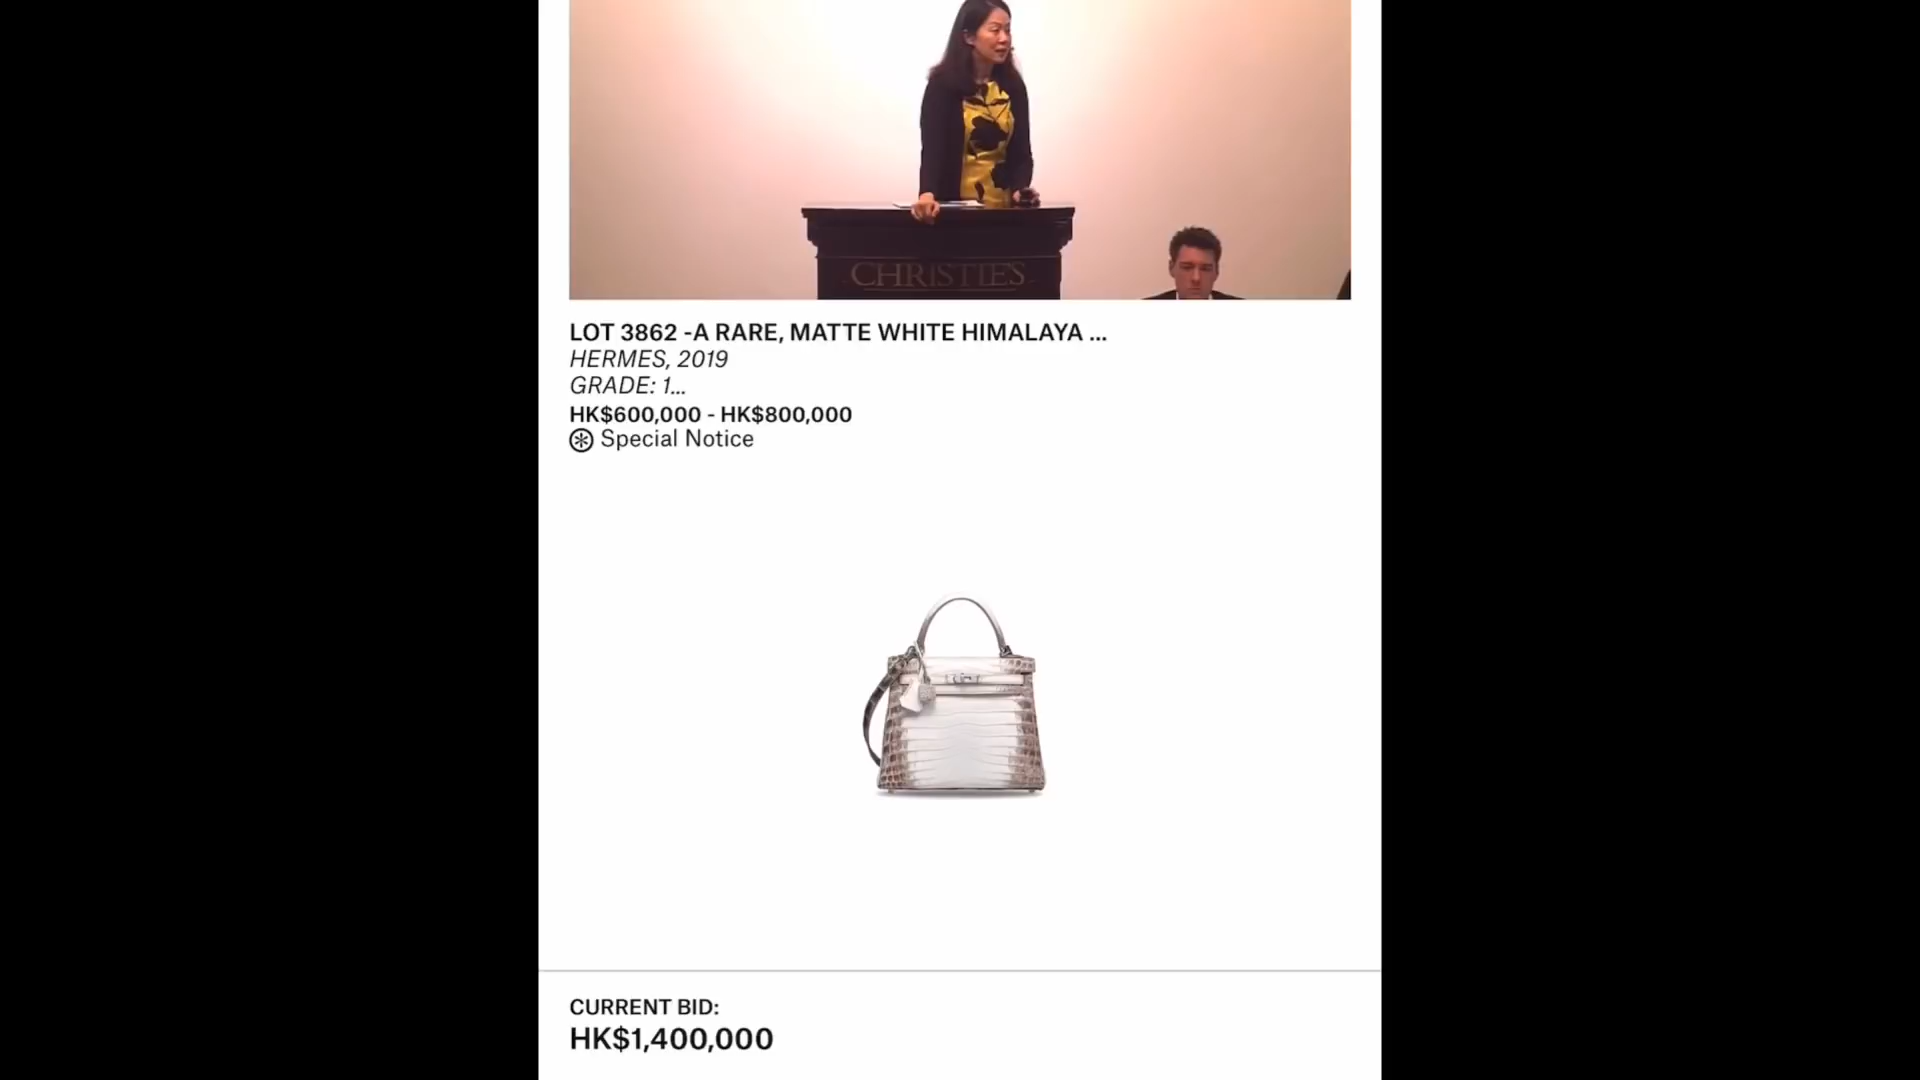 CHRISTIE'S
LOT 3862 -A RARE, MATTE WHITE HIMALAYA ...
HERMES, 2019
GRADE: 1...
HK$600,000 - HK$800,000
Special Notice
CURRENT BID:
HK$1,400,000